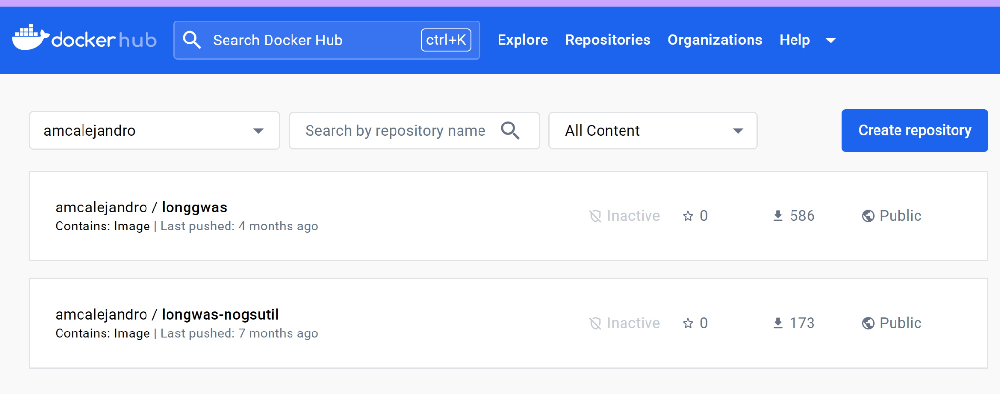 docker hub
Search Docker Hub ctrl+K
Explore Repositories Organizations Help
amcalejandro Search by repository name All Content Create repository
amcalejandro / longgwas
Contains: Image | Last pushed: 4 months ago
Inactive 0 586 Public
amcalejandro / longwas-nogsutil
Contains: Image | Last pushed: 7 months ago
Inactive 0 173 Public